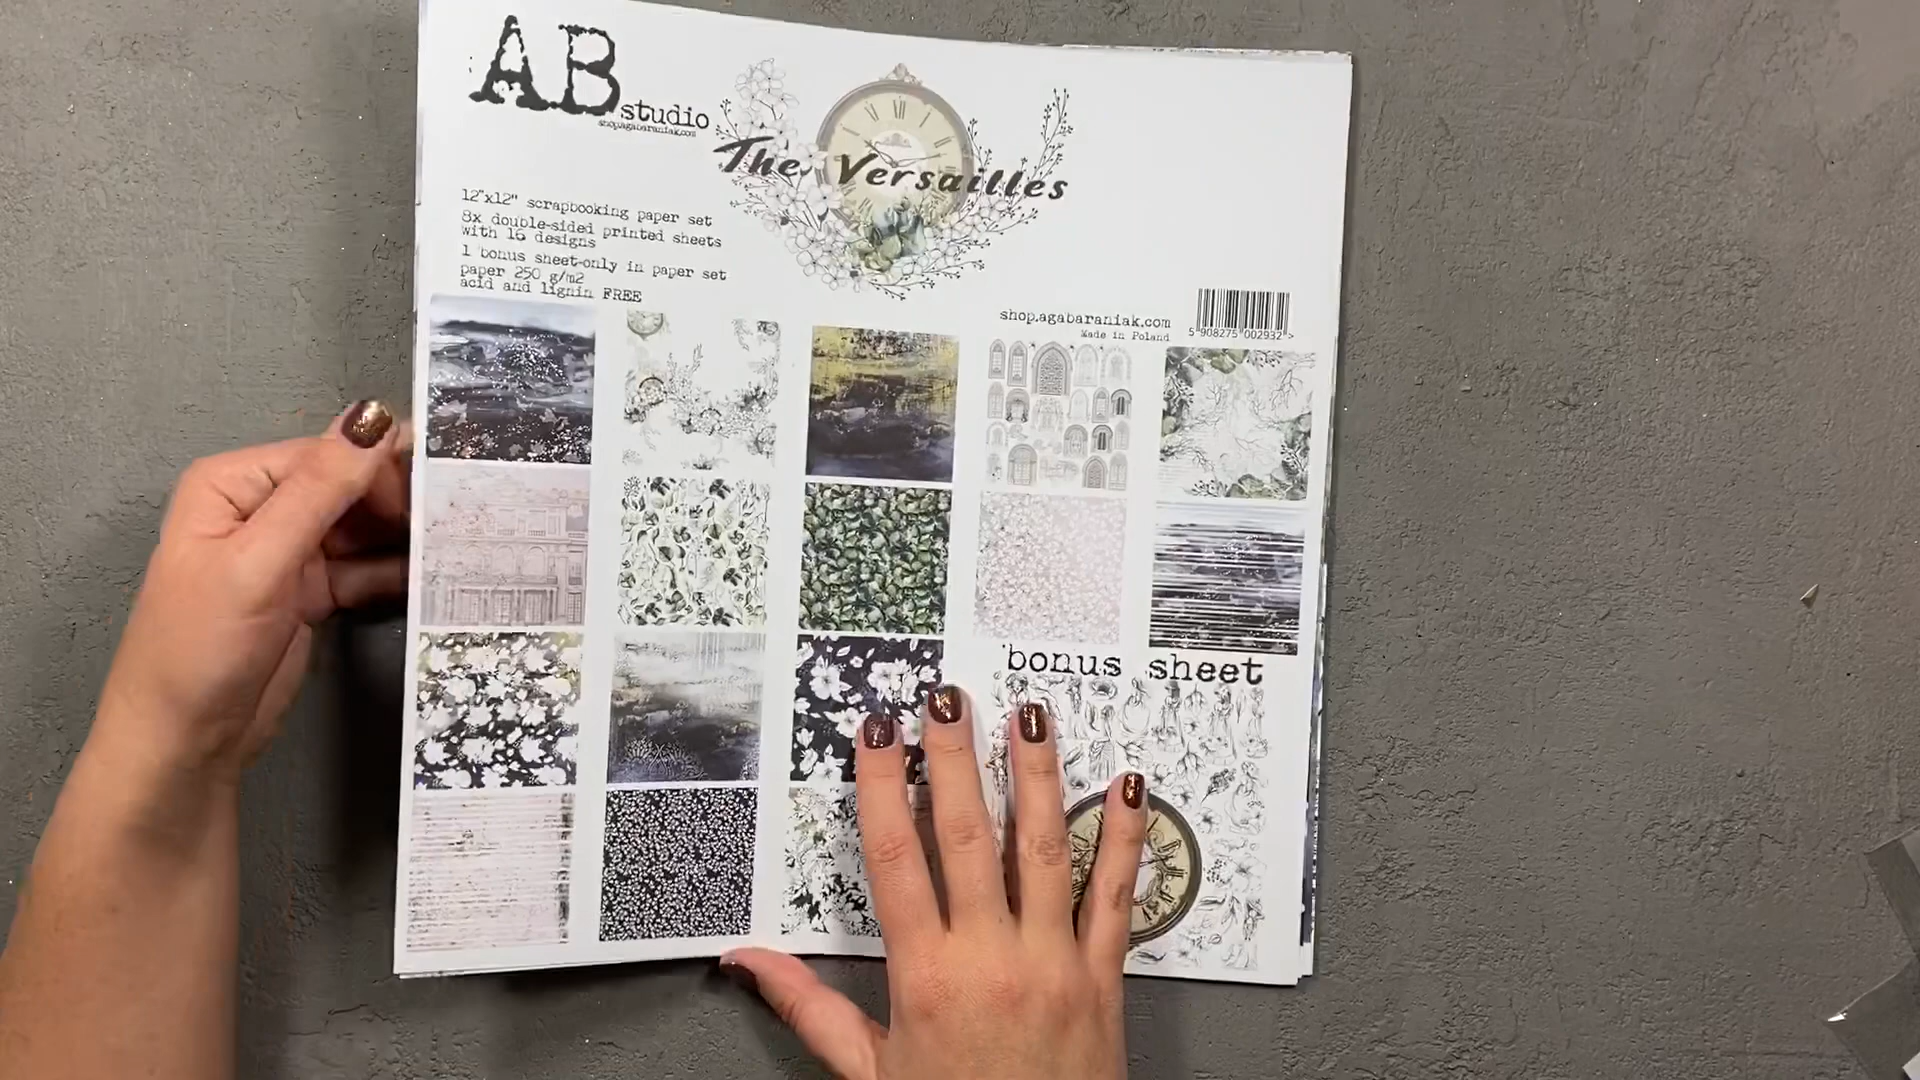 AB studio
shop.agabaraniak.com
The Versailles
12"x12" scrapbooking paper set
8x double-sided printed sheets
with 16 designs
1 bonus sheet-only in paper set
paper 250 g/m2
acid and lignin FREE
shop.agabaraniak.com
Made in Poland
5 908275 002932 >
bonus sheet